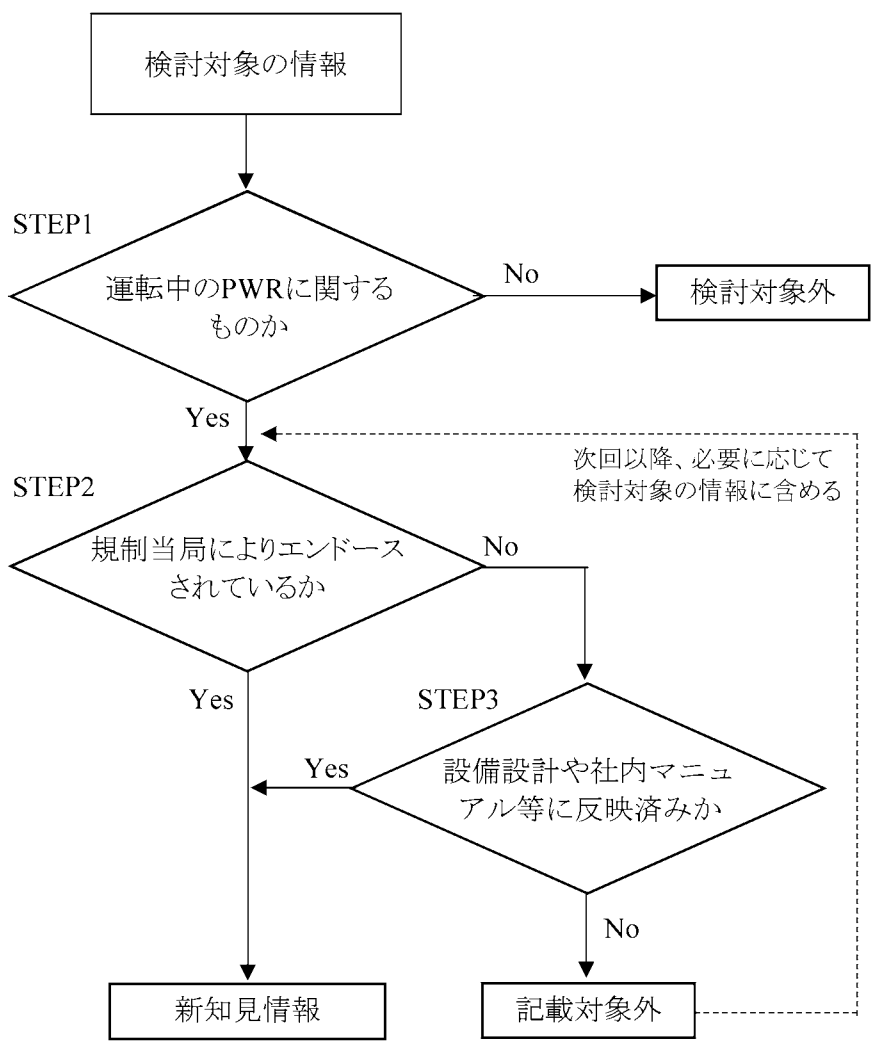 検討対象の情報
STEP1
運転中のPWRに関する
ものか
No
検討対象外
Yes
次回以降、必要に応じて
検討対象の情報に含める
STEP2
規制当局によりエンドース
されているか
No
Yes
STEP3
Yes
設備設計や社内マニュ
アル等に反映済みか
No
新知見情報
記載対象外